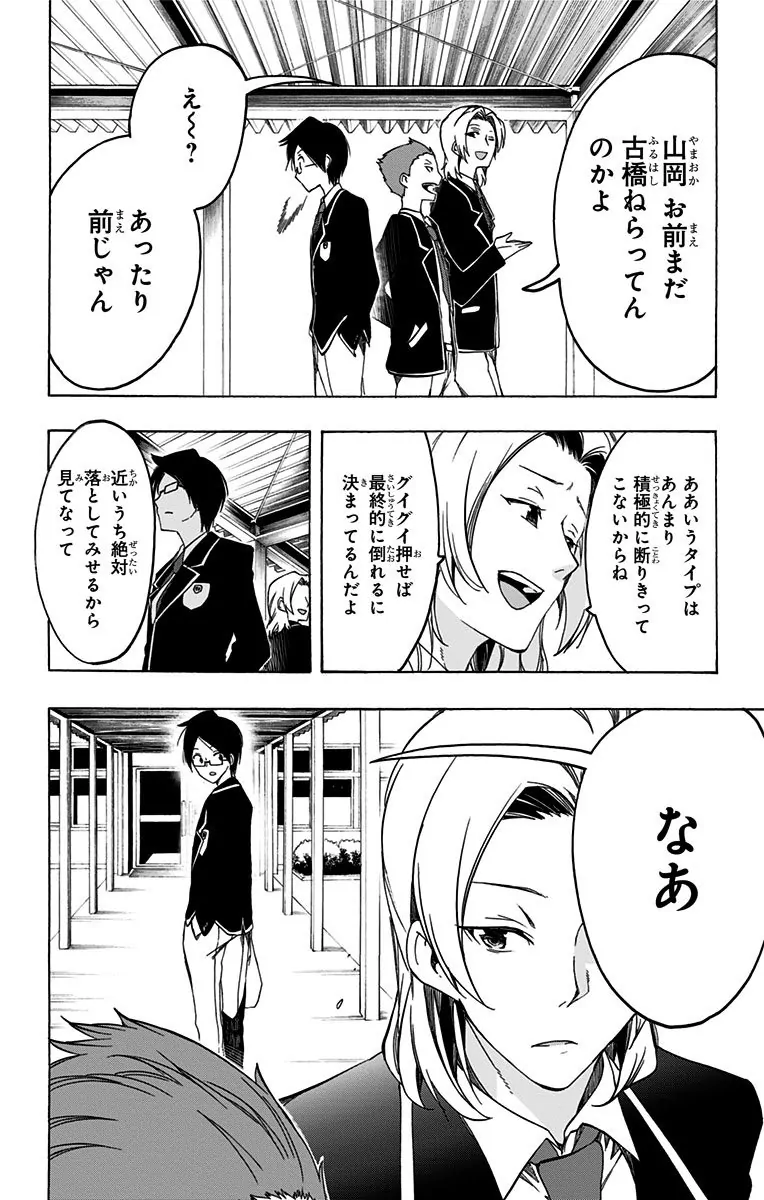 山岡 お前まだ
古橋ねらってん
のかよ
え〜?
あったり
前じゃん
ああいうタイプは
あんまり
積極的に断りきって
こないからね
グイグイ押せば
最終的に倒れるに
決まってるんだよ
近いうち絶対
落としてみせるから
見てなって
なあ